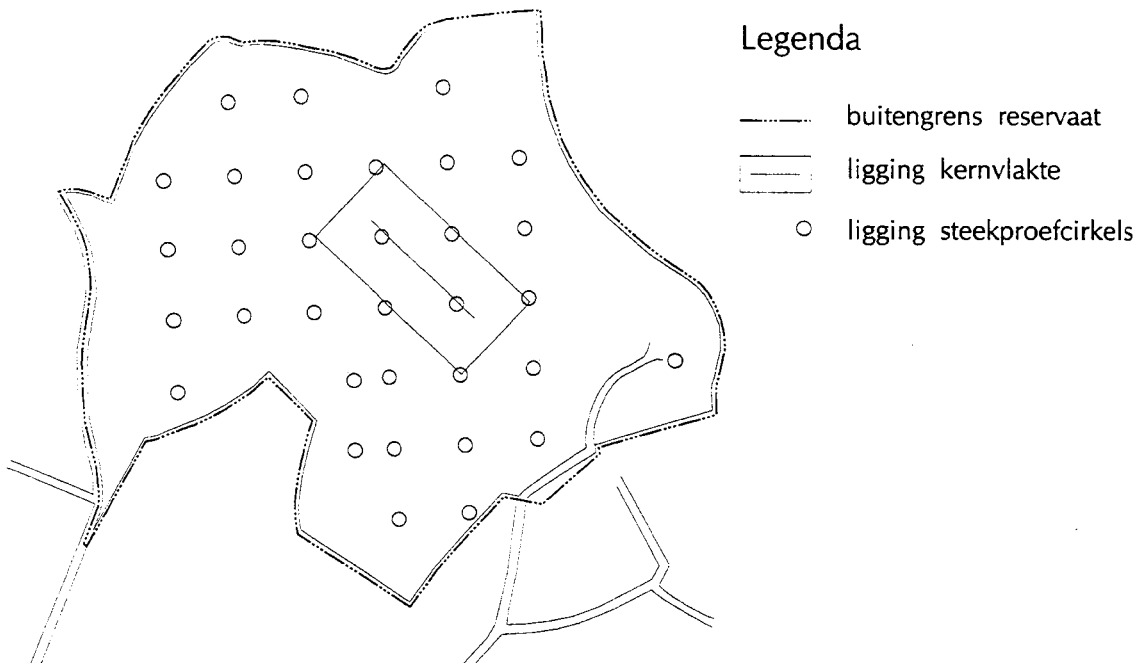 Legenda
buitengrens reservaat
ligging kernvlakte
ligging steekproefcirkels